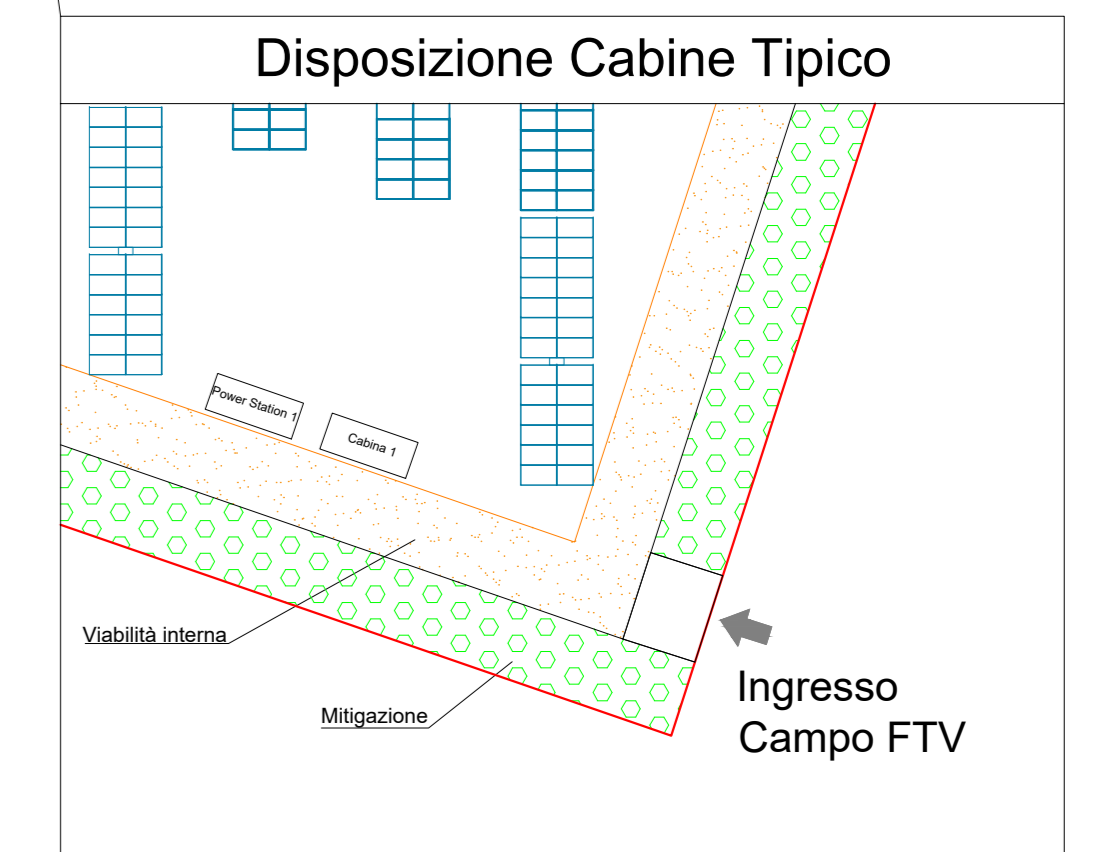 Disposizione Cabine Tipico
Power Station 1
Cabina 1
Viabilità interna
Mitigazione
Ingresso
Campo FTV